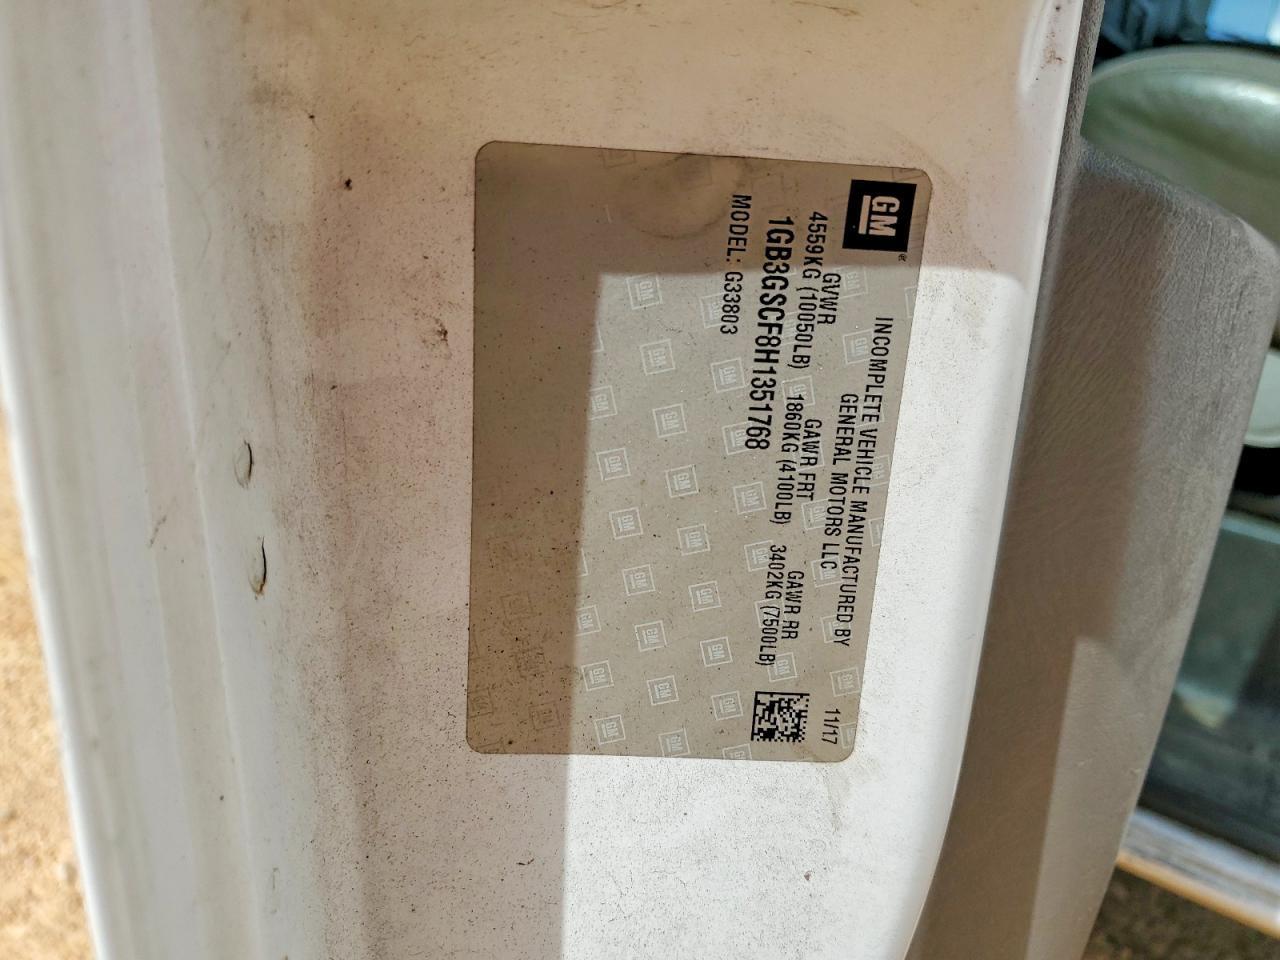 GM
INCOMPLETE VEHICLE MANUFACTURED BY
GENERAL MOTORS LLC
11/17
GVWR GAWR FRT GAWR RR
4559KG (10050LB) 1860KG (4100LB) 3402KG (7500LB)
1GB3GSCF8H1351768
MODEL: G33803